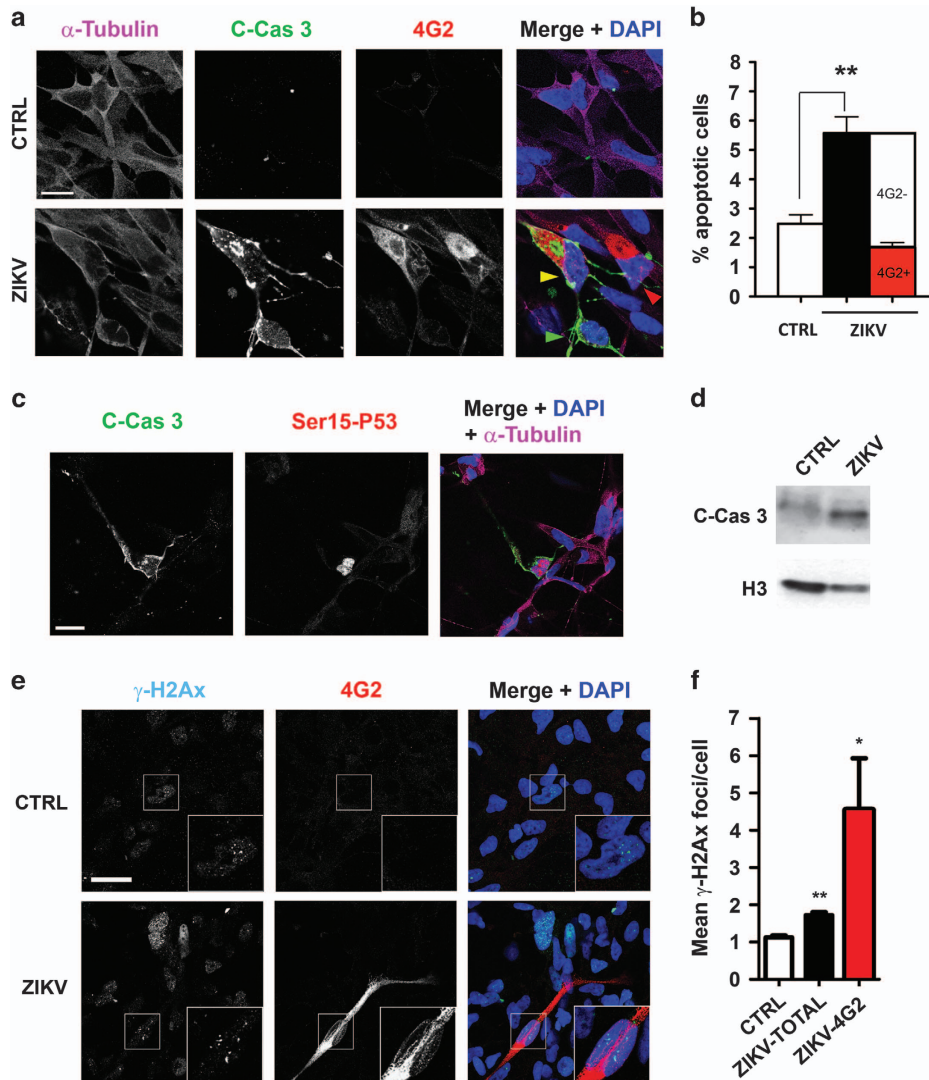 a
α-Tubulin
C-Cas 3
4G2
Merge + DAPI
CTRL
ZIKV
b
**
% apoptotic cells
8
7
6
5
4
3
2
1
0
4G2-
4G2+
CTRL
ZIKV
c
C-Cas 3
Ser15-P53
Merge + DAPI
+ α-Tubulin
d
CTRL
ZIKV
C-Cas 3
H3
e
γ-H2Ax
4G2
Merge + DAPI
CTRL
ZIKV
f
Mean γ-H2Ax foci/cell
7
6
5
4
3
2
1
0
**
*
CTRL
ZIKV-TOTAL
ZIKV-4G2